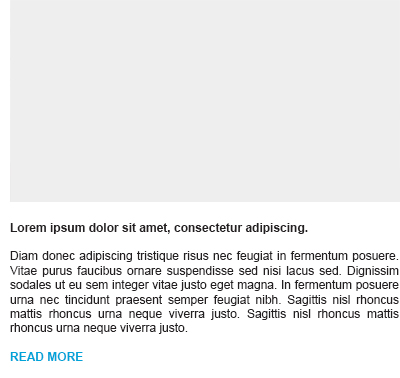 Lorem ipsum dolor sit amet, consectetur adipiscing.
Diam donec adipiscing tristique risus nec feugiat in fermentum posuere.
Vitae purus faucibus ornare suspendisse sed nisi lacus sed. Dignissim
sodales ut eu sem integer vitae justo eget magna. In fermentum posuere
urna nec tincidunt praesent semper feugiat nibh. Sagittis nisl rhoncus
mattis rhoncus urna neque viverra justo. Sagittis nisl rhoncus mattis
rhoncus urna neque viverra justo.
READ MORE